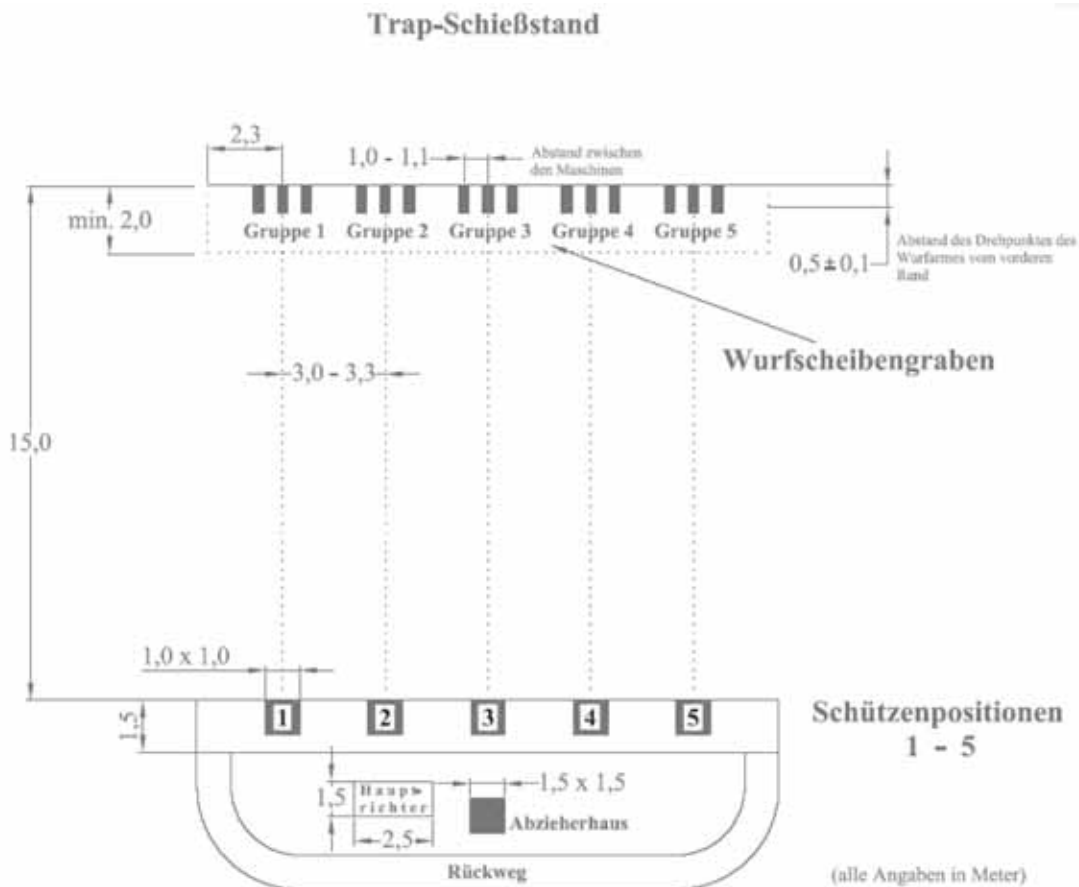 Trap-Schießstand
2,3
1,0 - 1,1
Abstand zwischen
den Maschinen
min. 2,0
Gruppe 1 Gruppe 2 Gruppe 3 Gruppe 4 Gruppe 5
0,5 ± 0,1
Abstand des Drehpunktes des
Wurfarmes vom vorderen
Rand
Wurfscheibengraben
3,0 - 3,3
15,0
1,0 x 1,0
1,5
1 2 3 4 5
Schützenpositionen
1 - 5
1,5
Haupt-
richter
2,5
1,5 x 1,5
Abzieherhaus
Rückweg
(alle Angaben in Meter)